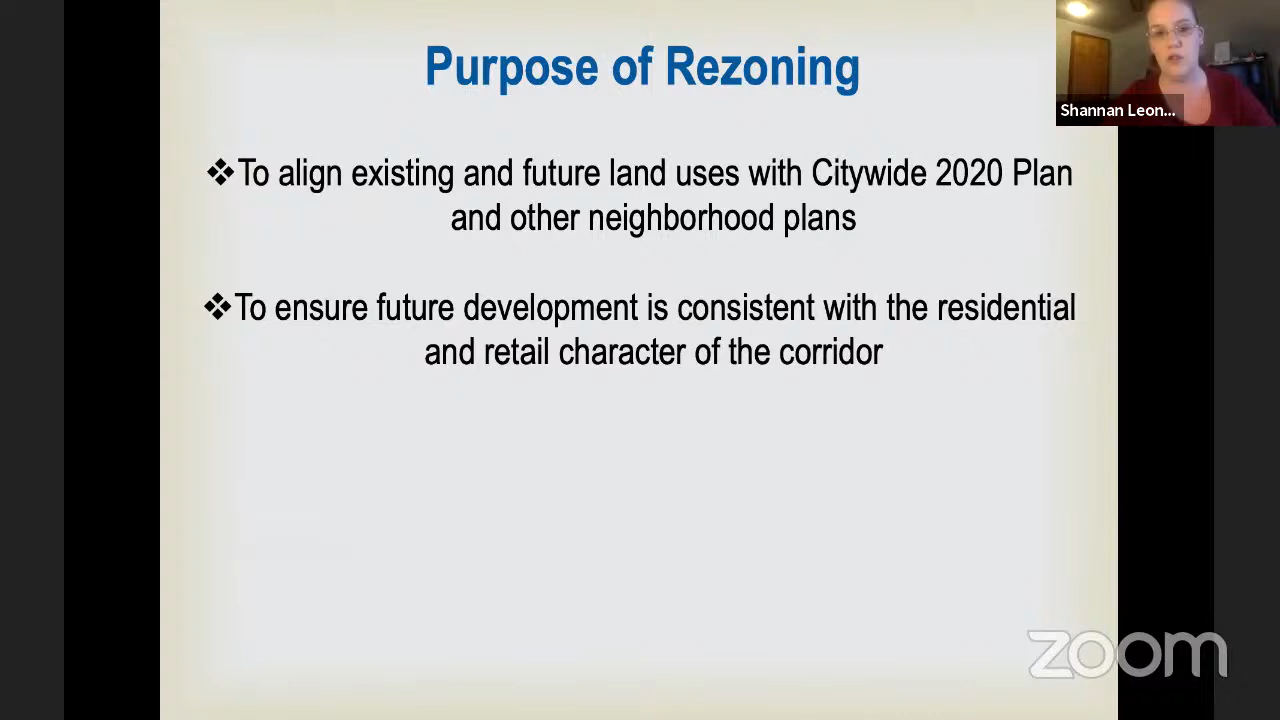 Purpose of Rezoning
Shannan Leon...
❖To align existing and future land uses with Citywide 2020 Plan
and other neighborhood plans
❖To ensure future development is consistent with the residential
and retail character of the corridor
zoom